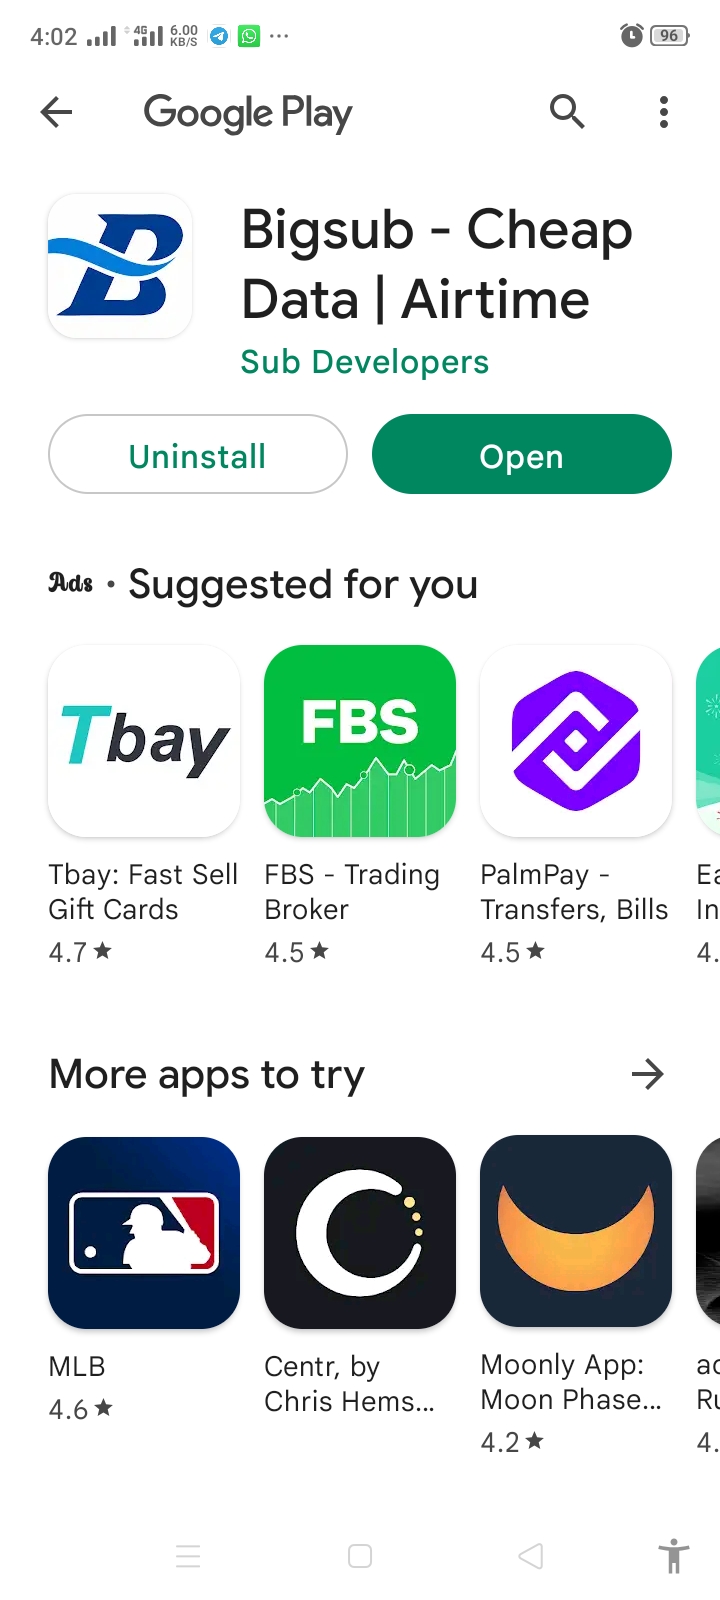 4:02 4G 6.00 KB/S ... 96
Google Play
B
Bigsub - Cheap
Data | Airtime
Sub Developers
Uninstall Open
Ads • Suggested for you
Tbay FBS
Tbay: Fast Sell FBS - Trading PalmPay - Ea
Gift Cards Broker Transfers, Bills In
4.7★ 4.5★ 4.5★ 4.
More apps to try
MLB Centr, by Moonly App: ac
Chris Hems... Moon Phase... Ru
4.6★ 4.2★ 4.